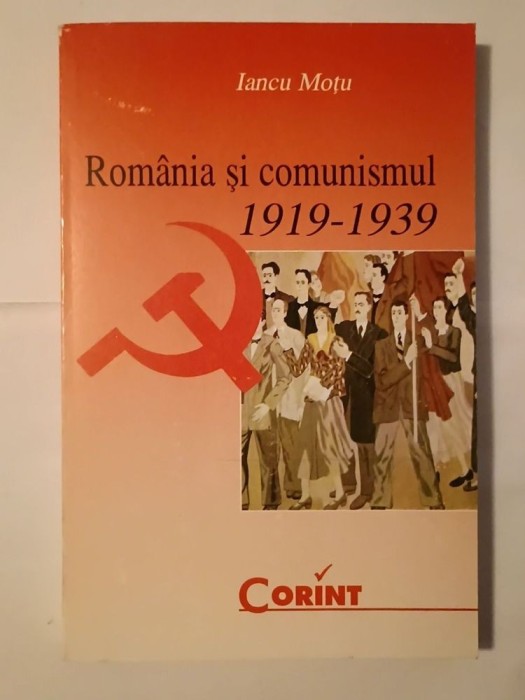 Iancu Moțu
România și comunismul
1919-1939
CORINT